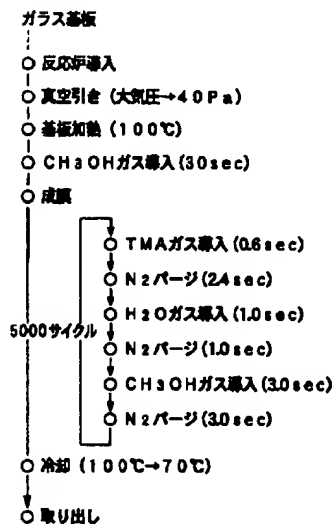 ガラス基板
反応炉導入
真空引き (大気圧→40Pa)
基板加熱 (100℃)
CH3OHガス導入 (30sec)
成膜
TMAガス導入 (0.6sec)
N2パージ (2.4sec)
H2Oガス導入 (1.0sec)
5000サイクル
N2パージ (1.0sec)
CH3OHガス導入 (3.0sec)
N2パージ (3.0sec)
冷却 (100℃→70℃)
取り出し